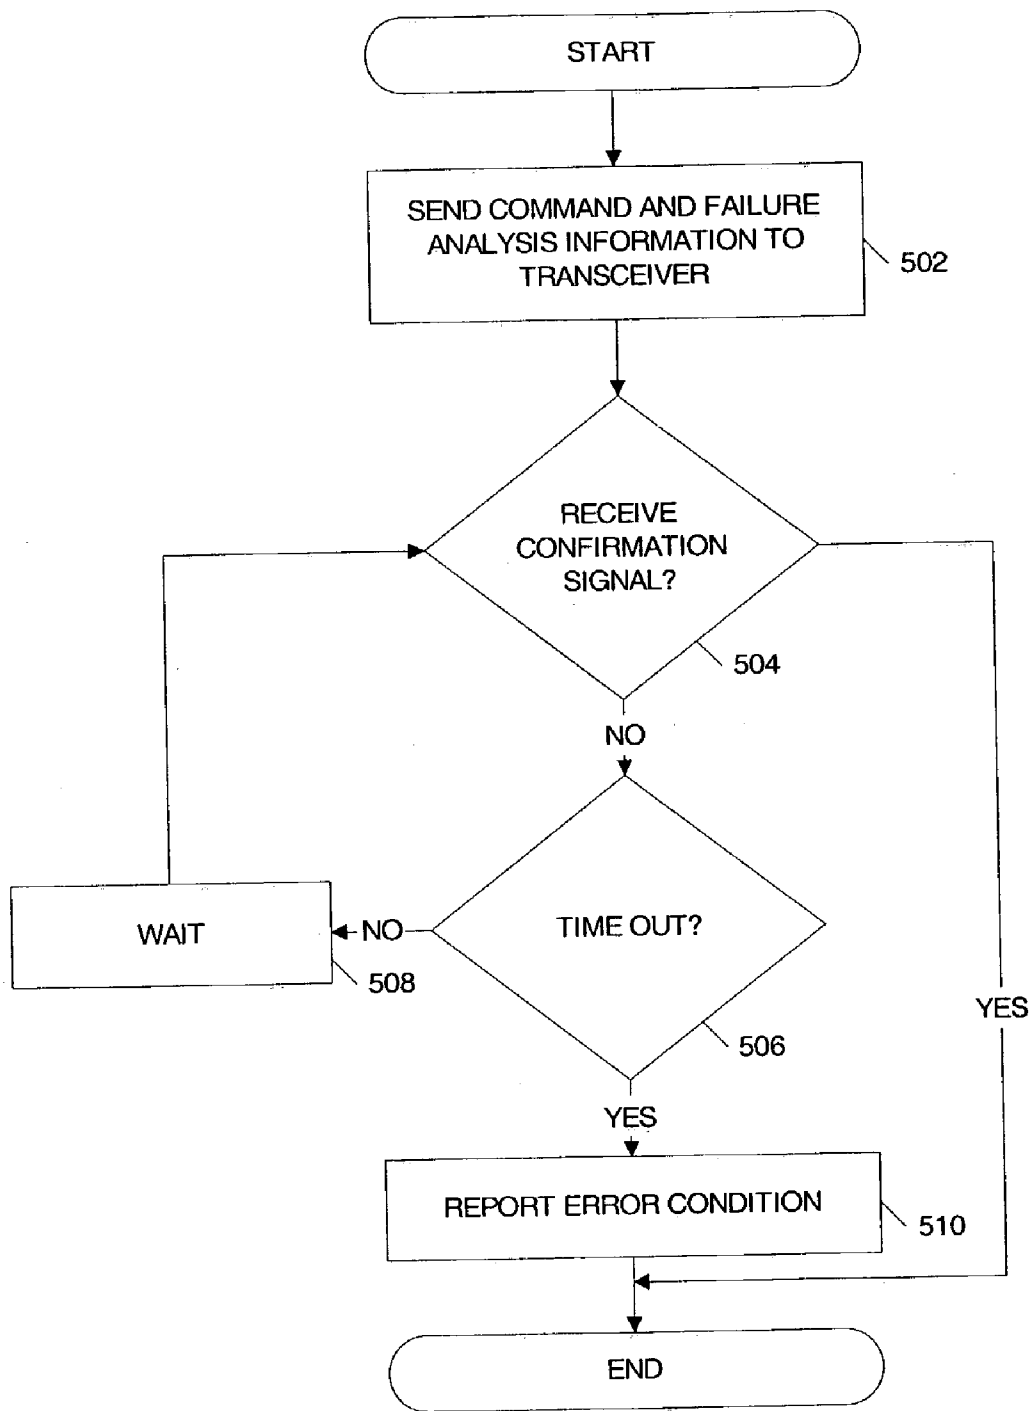 START
SEND COMMAND AND FAILURE
ANALYSIS INFORMATION TO
TRANSCEIVER
502
RECEIVE
CONFIRMATION
SIGNAL?
504
NO
TIME OUT?
506
NO
WAIT
508
YES
YES
REPORT ERROR CONDITION
510
END